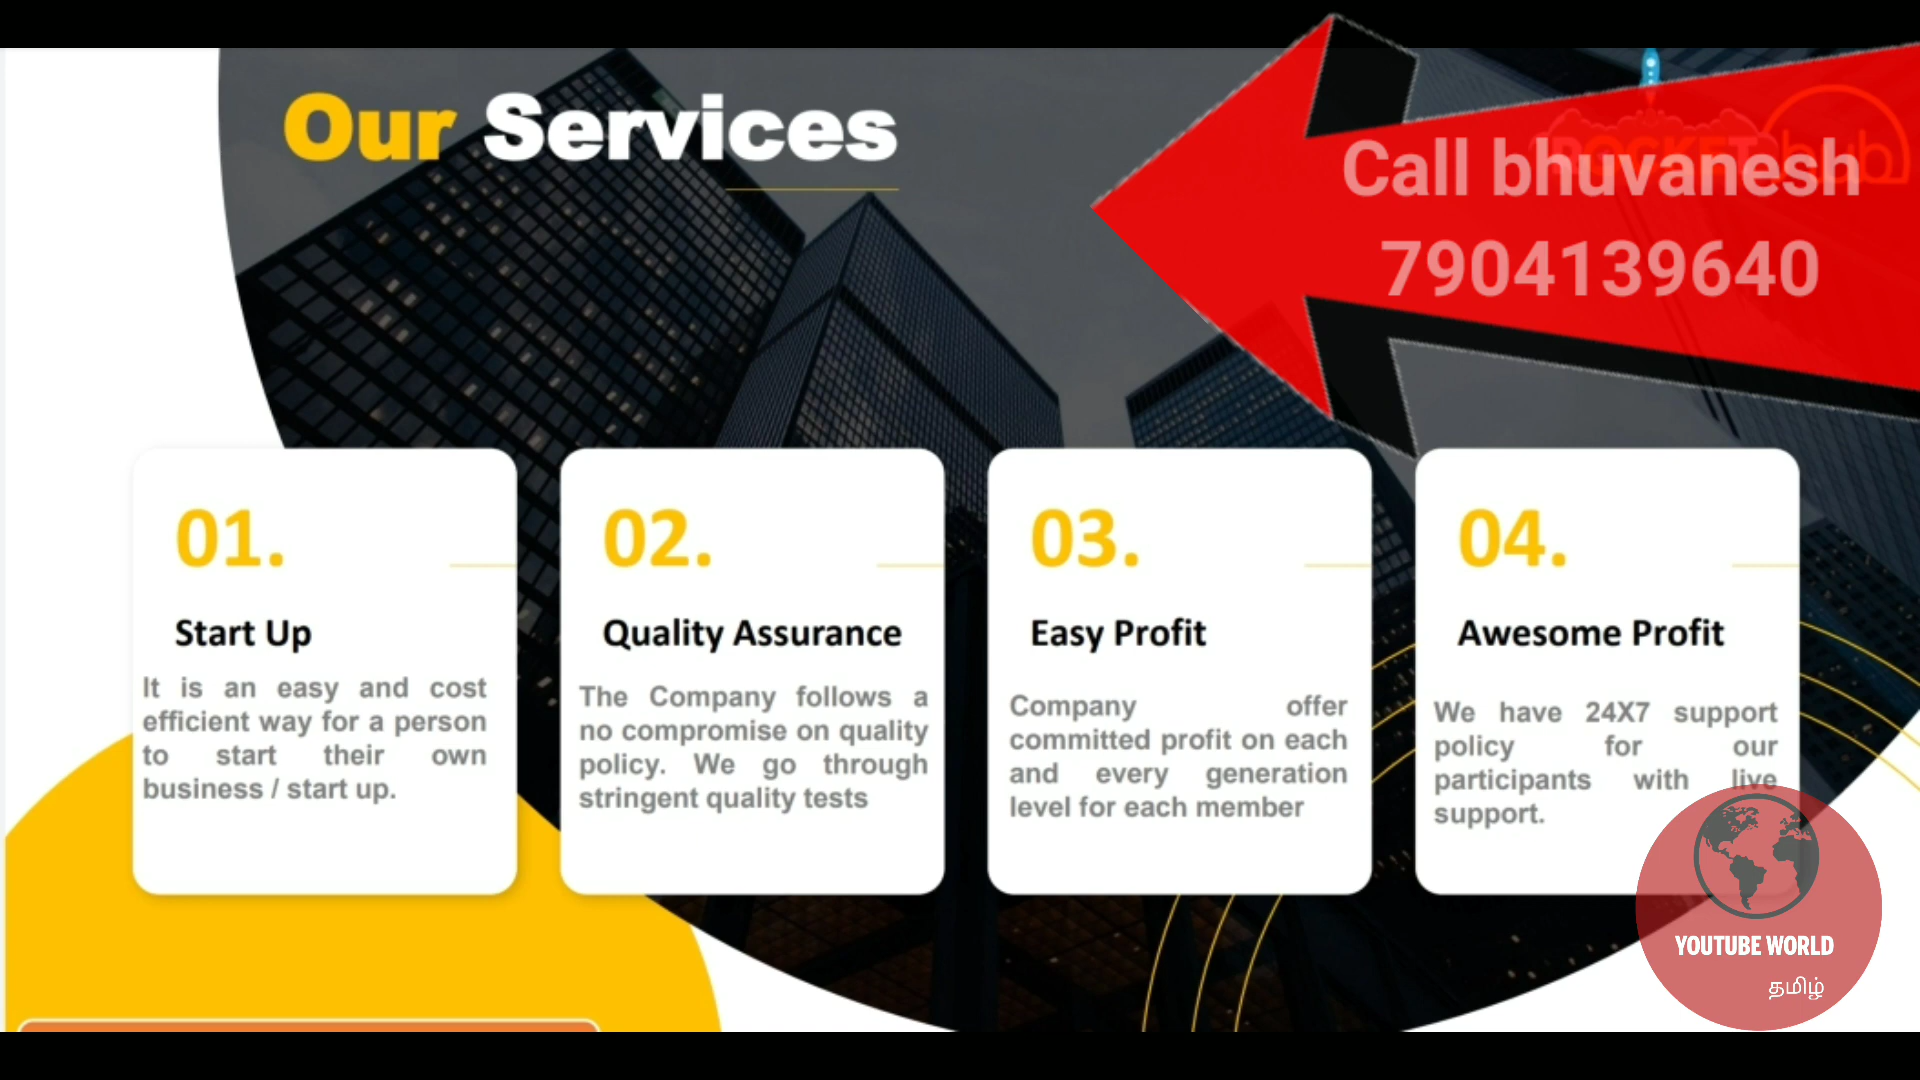 Our Services
ROCKET hub
Call bhuvanesh
7904139640
01.
Start Up
It is an easy and cost
efficient way for a person
to start their own
business / start up.
02.
Quality Assurance
The Company follows a
no compromise on quality
policy. We go through
stringent quality tests
03.
Easy Profit
Company offer
committed profit on each
and every generation
level for each member
04.
Awesome Profit
We have 24X7 support
policy for our
participants with live
support.
YOUTUBE WORLD
தமிழ்